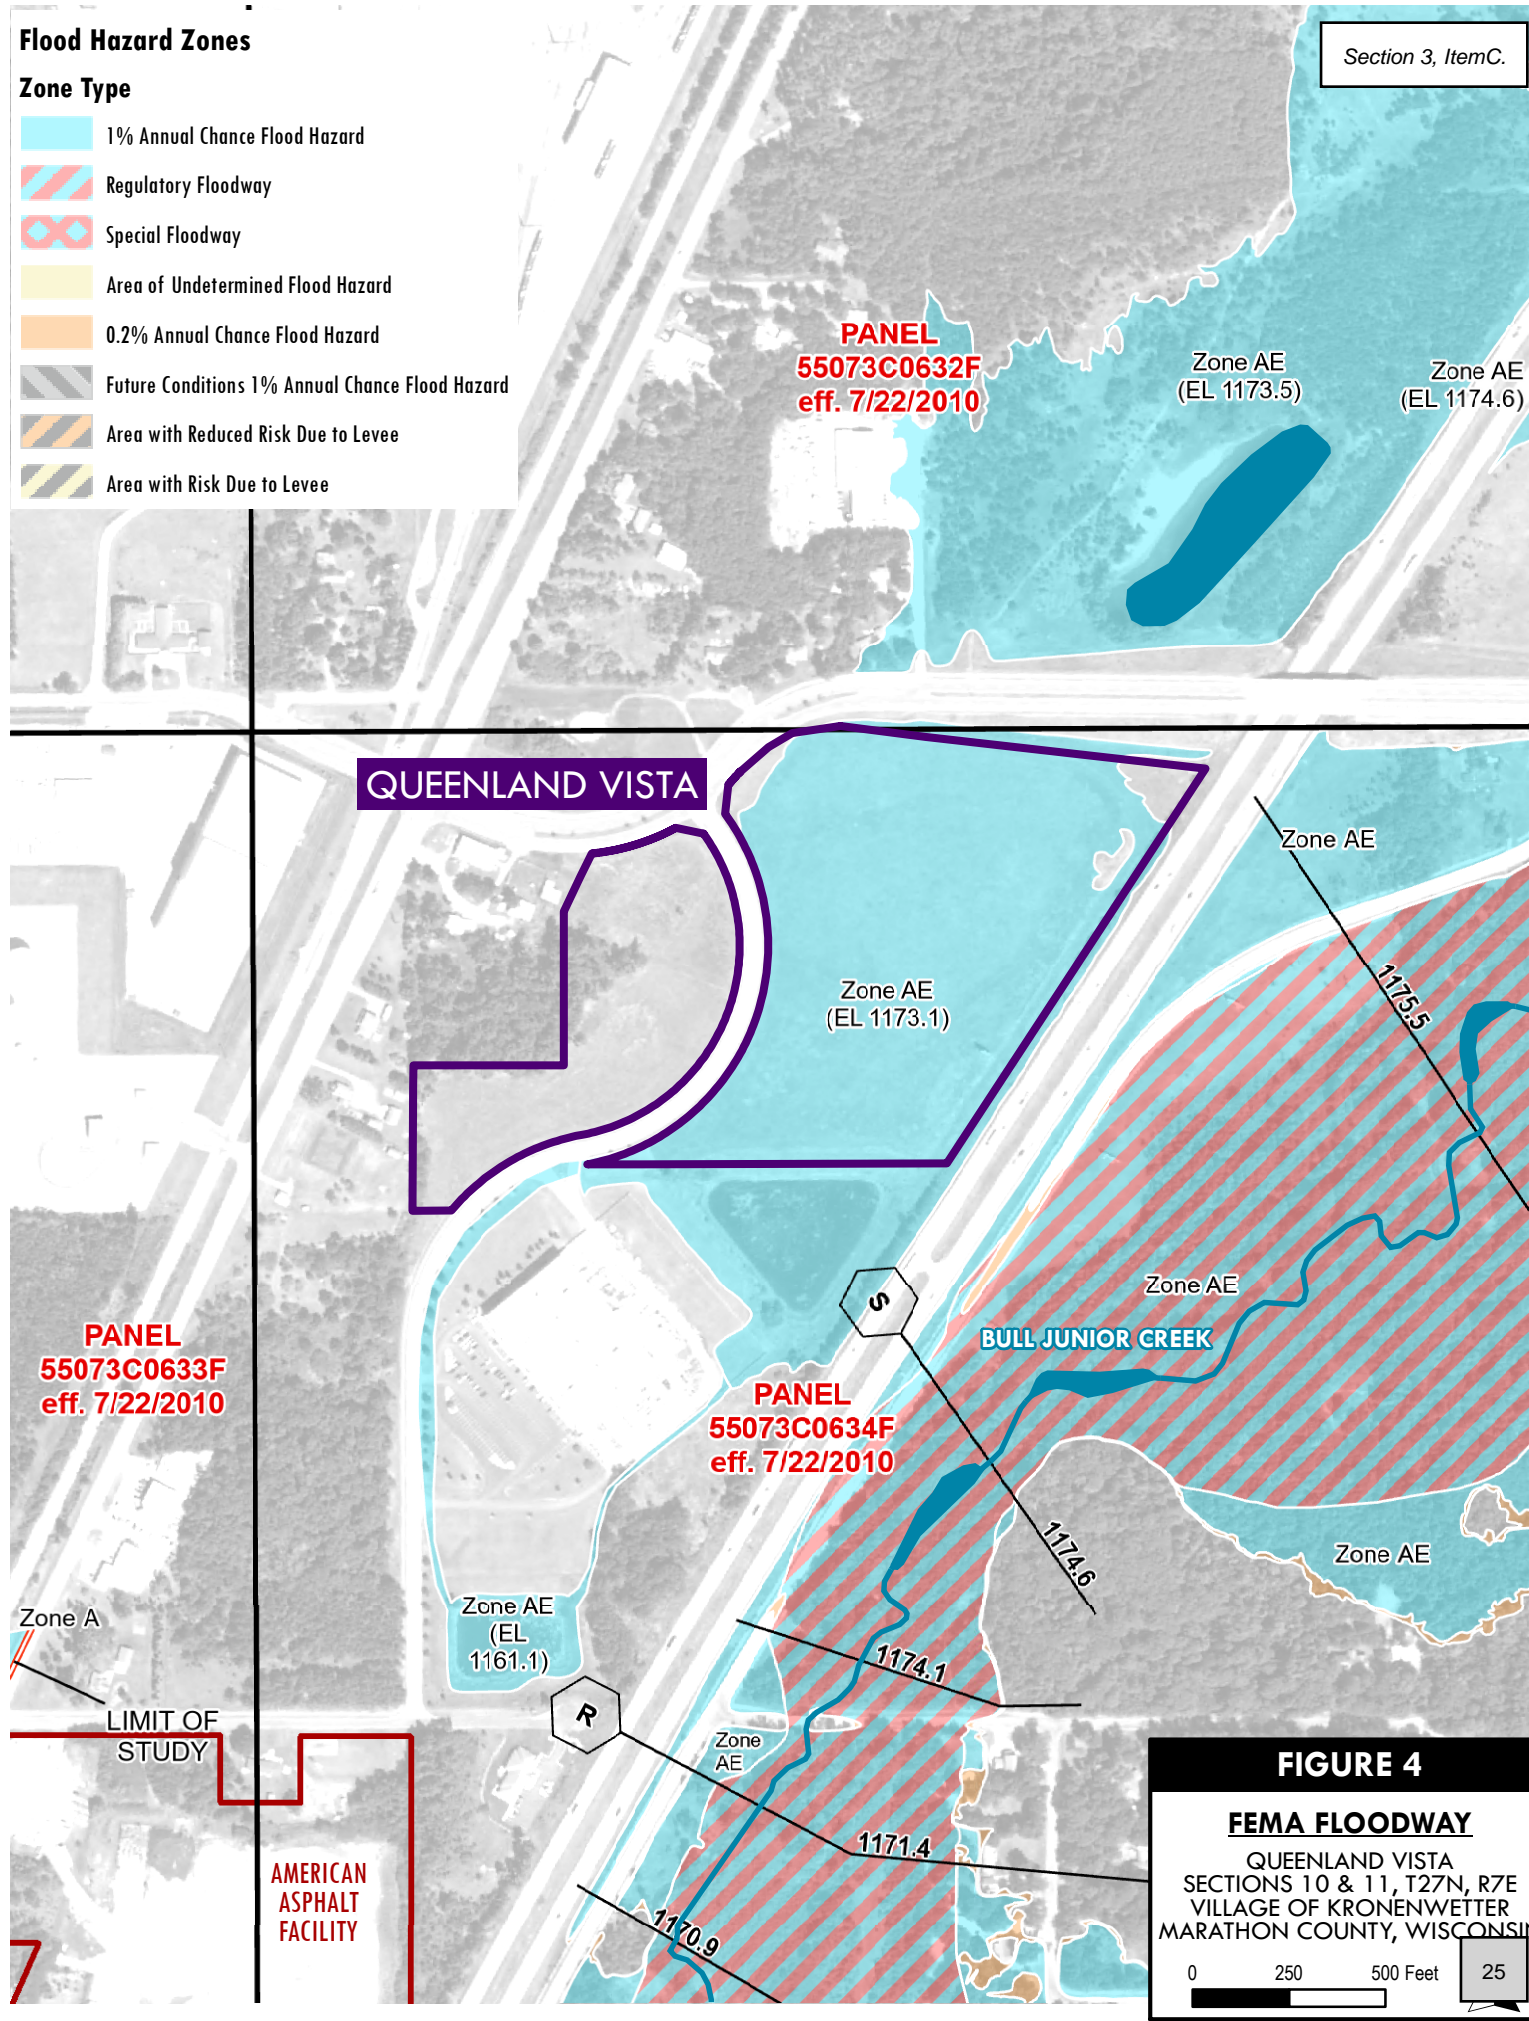 Flood Hazard Zones
Zone Type
1% Annual Chance Flood Hazard
Regulatory Floodway
Special Floodway
Area of Undetermined Flood Hazard
0.2% Annual Chance Flood Hazard
Future Conditions 1% Annual Chance Flood Hazard
Area with Reduced Risk Due to Levee
Area with Risk Due to Levee
Section 3, ItemC.
PANEL
55073C0632F
eff. 7/22/2010
Zone AE
(EL 1173.5)
Zone AE
(EL 1174.6)
QUEENLAND VISTA
Zone AE
Zone AE
(EL 1173.1)
1175.5
Zone AE
S
BULL JUNIOR CREEK
PANEL
55073C0633F
eff. 7/22/2010
PANEL
55073C0634F
eff. 7/22/2010
1174.6
Zone AE
Zone A
Zone AE
(EL
1161.1)
1174.1
R
LIMIT OF
STUDY
Zone
AE
1171.4
AMERICAN
ASPHALT
FACILITY
1170.9
FIGURE 4
FEMA FLOODWAY
QUEENLAND VISTA
SECTIONS 10 & 11, T27N, R7E
VILLAGE OF KRONENWETTER
MARATHON COUNTY, WISCONSIN
0 250 500 Feet
25